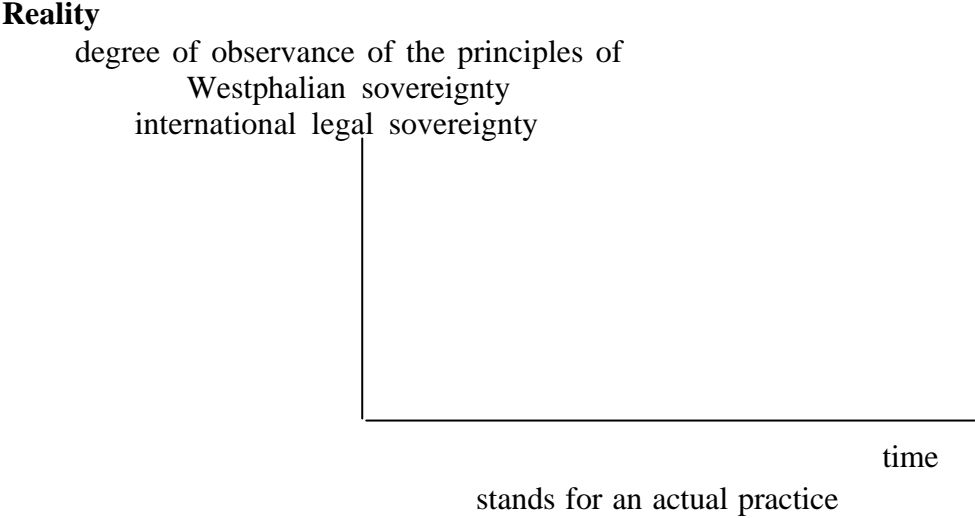 Reality
degree of observance of the principles of
Westphalian sovereignty
international legal sovereignty
time
stands for an actual practice